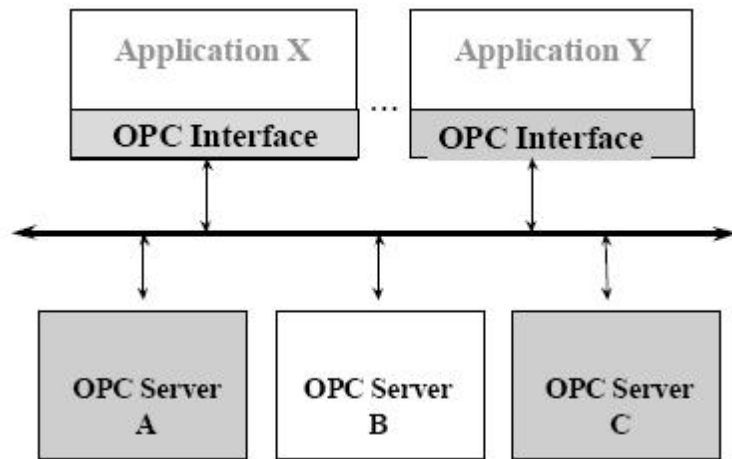 Application X
Application Y
...
OPC Interface
OPC Interface
OPC Server
A
OPC Server
B
OPC Server
C